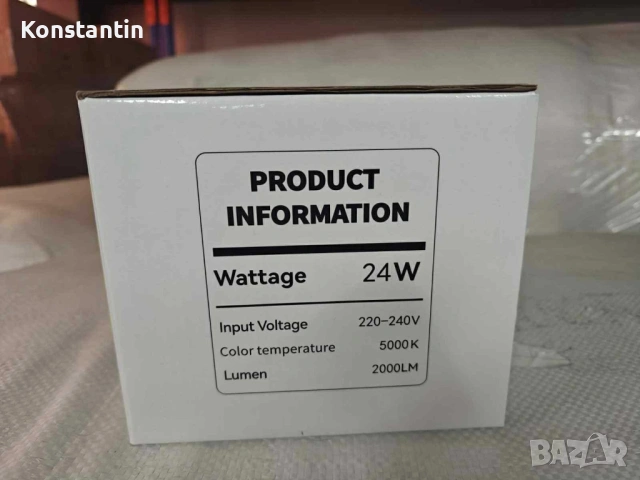 Konstantin
PRODUCT
INFORMATION
Wattage 24W
Input Voltage 220-240V
Color temperature 5000K
Lumen 2000LM
BAZAR